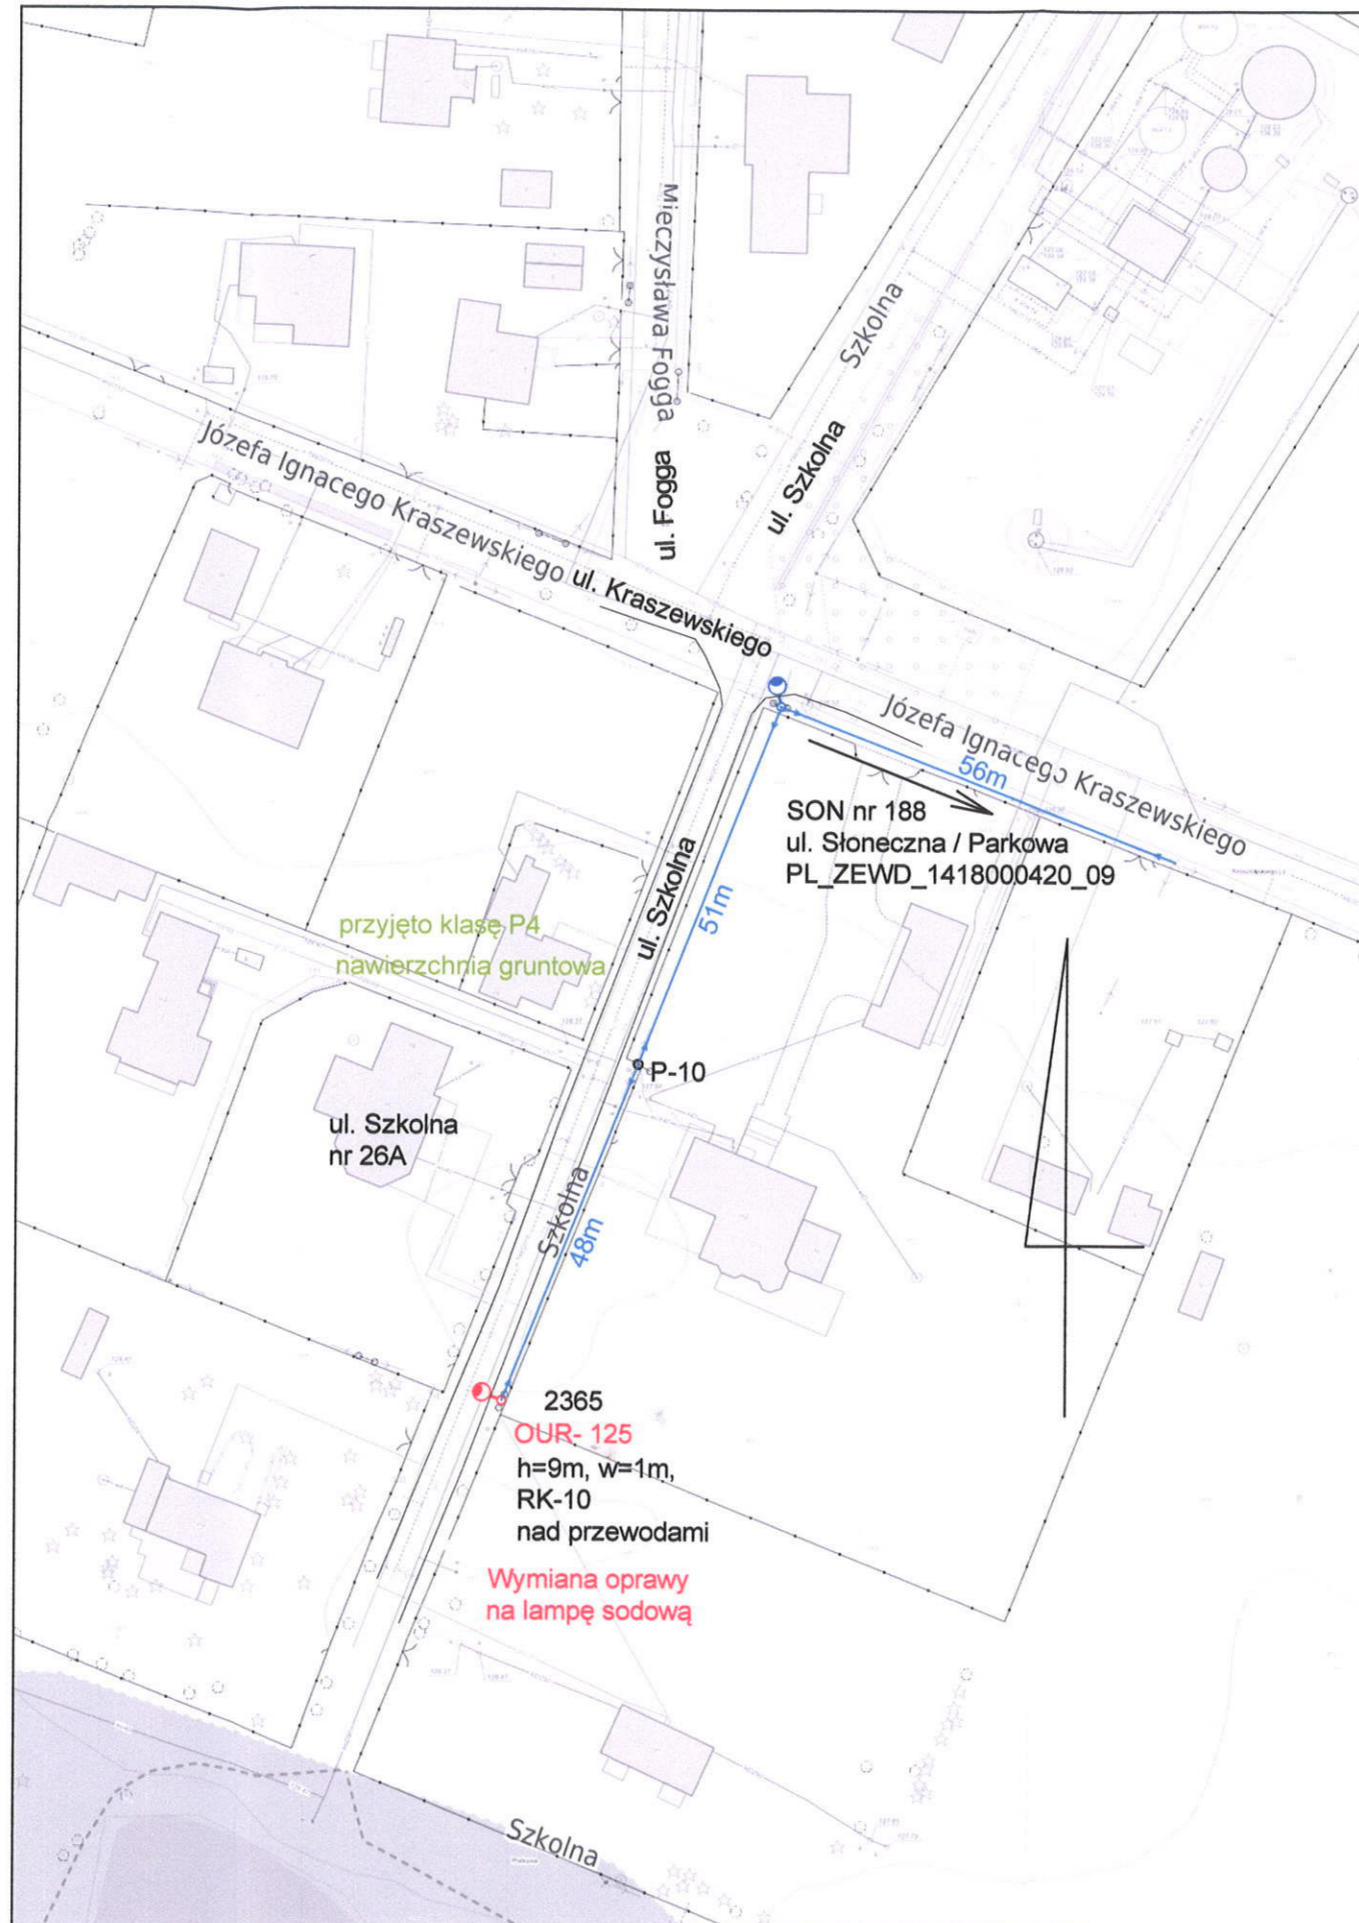 Mieczysława Fogga
ul. Fogga
Szkolna
ul. Szkolna
Józefa Ignacego Kraszewskiego
ul. Kraszewskiego
Józefa Ignacego Kraszewskiego
56m
SON nr 188
ul. Słoneczna / Parkowa
PL_ZEWD_1418000420_09
ul. Szkolna
51m
przyjęto klasę P4
nawierzchnia gruntowa
P-10
ul. Szkolna
nr 26A
Szkolna
48m
2365
OUR- 125
h=9m, w=1m,
RK-10
nad przewodami
Wymiana oprawy
na lampę sodową
Szkolna